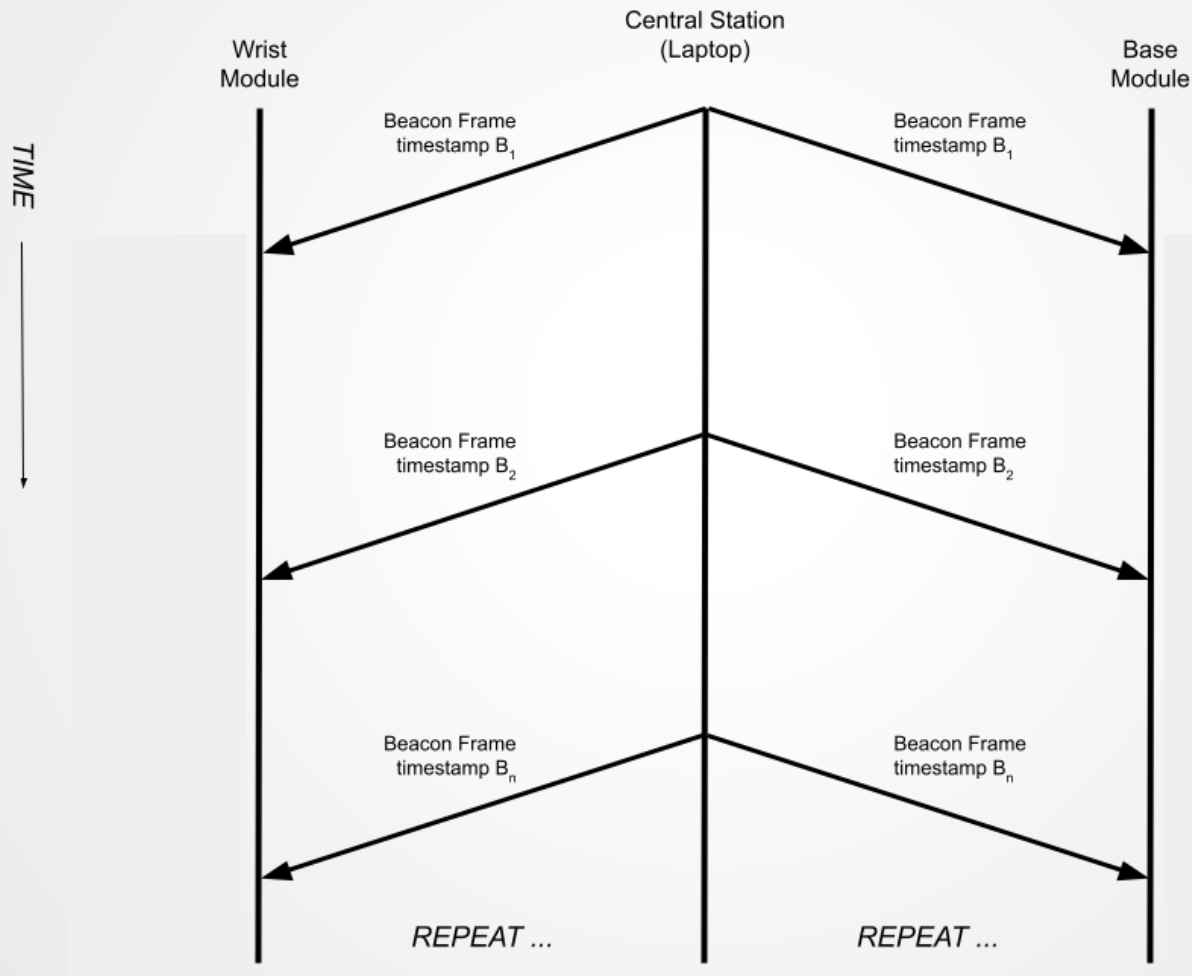 Central Station
(Laptop)
Wrist
Module
Base
Module
TIME
Beacon Frame
timestamp B₁
Beacon Frame
timestamp B₁
Beacon Frame
timestamp B₂
Beacon Frame
timestamp B₂
Beacon Frame
timestamp Bₙ
Beacon Frame
timestamp Bₙ
REPEAT ...
REPEAT ...